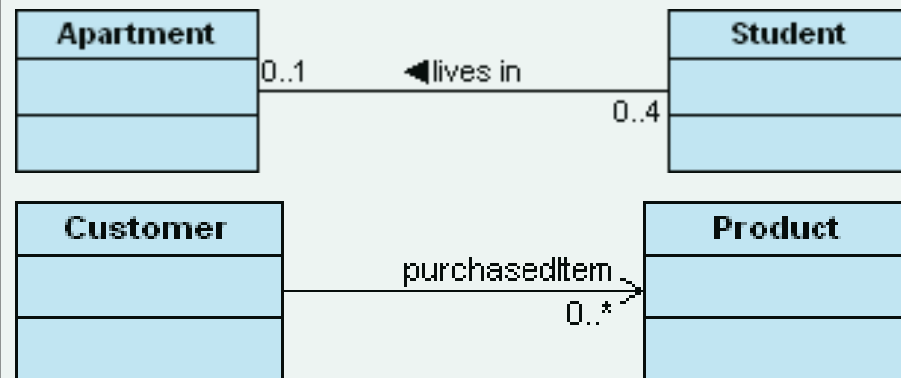 Apartment
Student
0..1
◄lives in
0..4
Customer
Product
purchasedItem
0..*